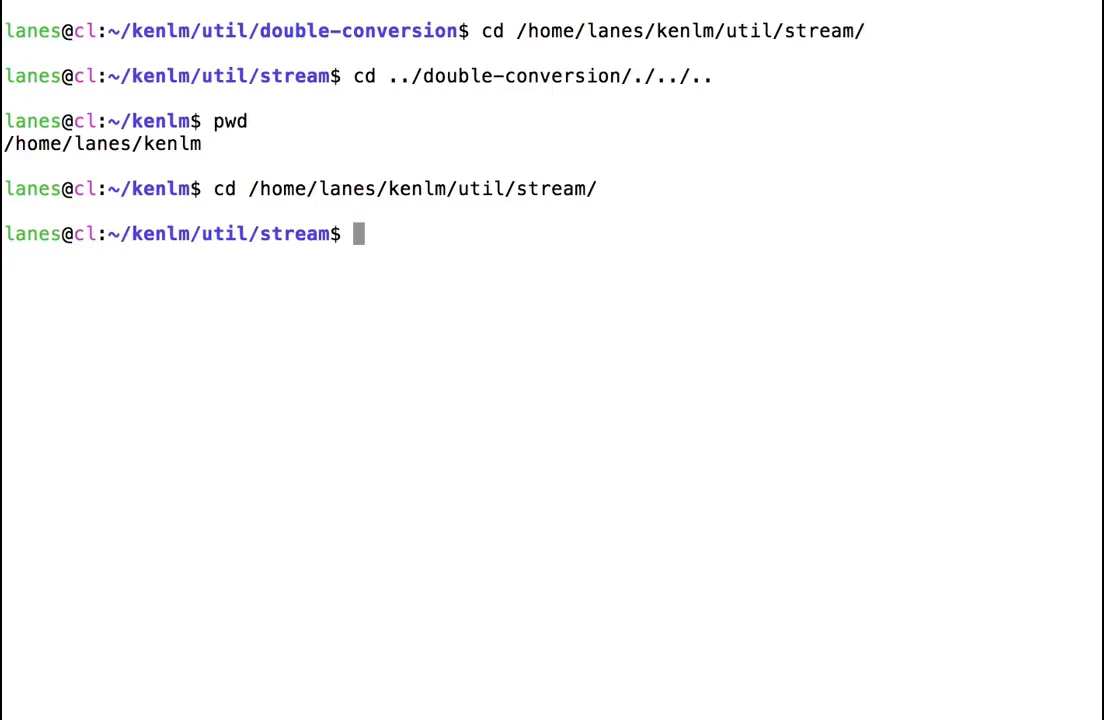 lanes@cl:~/kenlm/util/double-conversion$ cd /home/lanes/kenlm/util/stream/
lanes@cl:~/kenlm/util/stream$ cd ../double-conversion/./../..
lanes@cl:~/kenlm$ pwd
/home/lanes/kenlm
lanes@cl:~/kenlm$ cd /home/lanes/kenlm/util/stream/
lanes@cl:~/kenlm/util/stream$